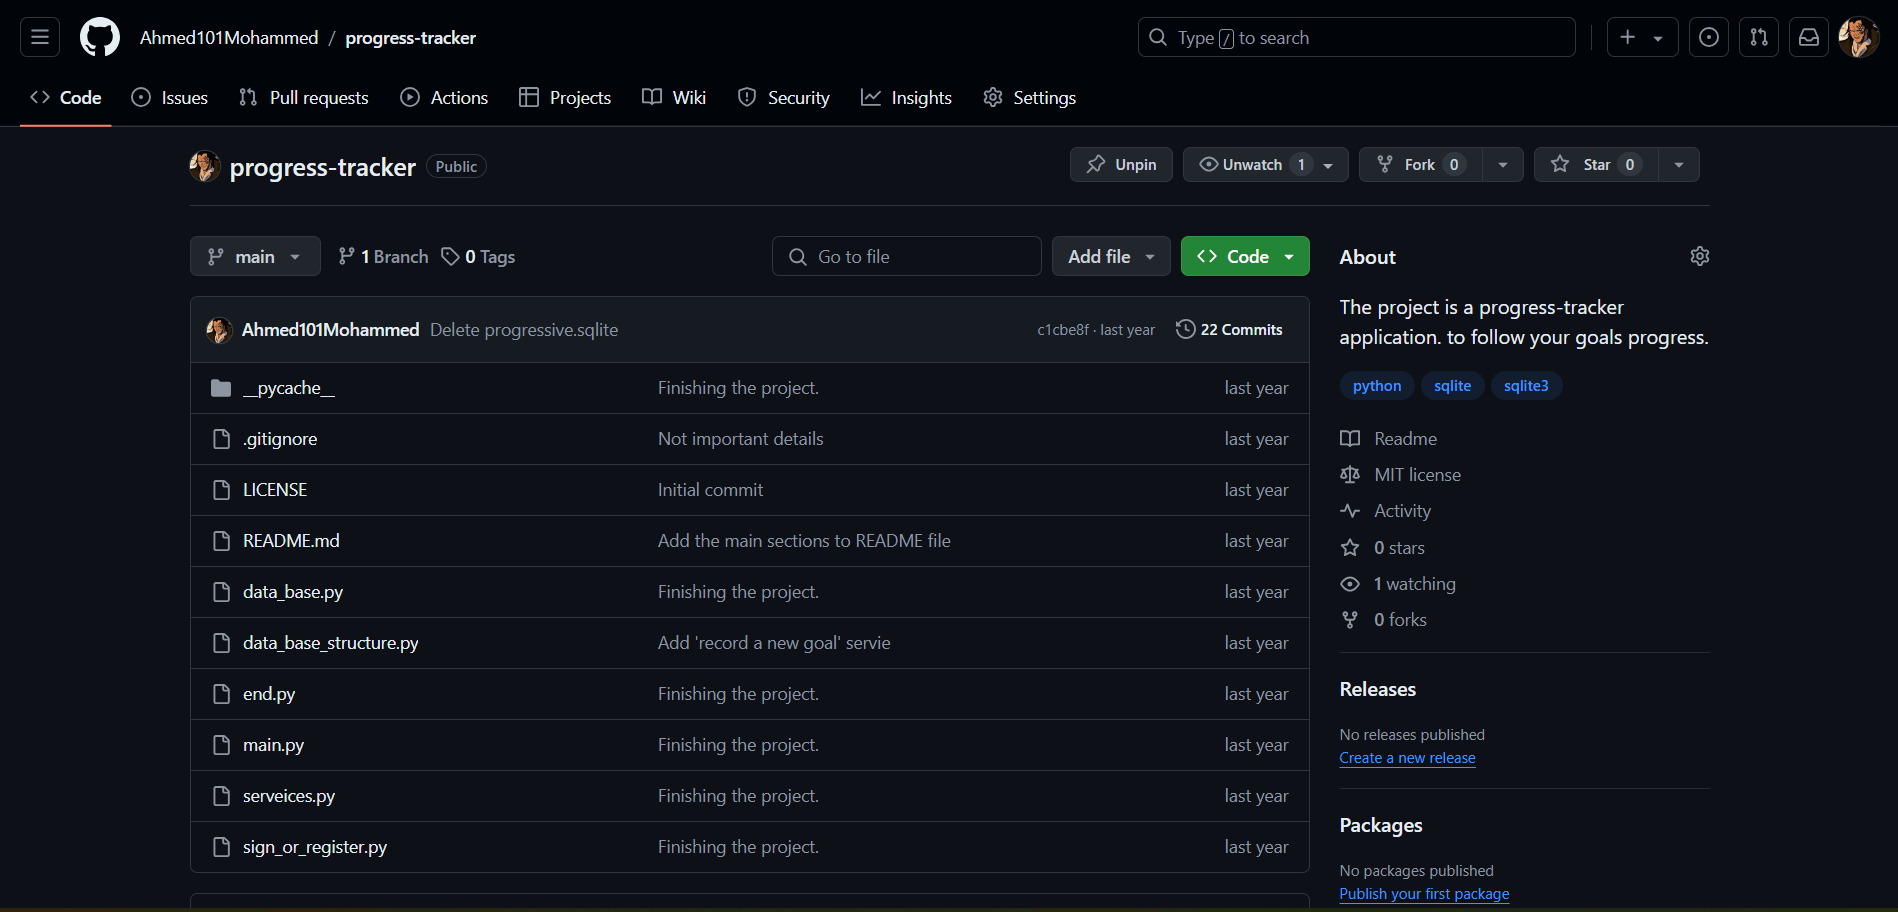 Ahmed101Mohammed / progress-tracker
Type / to search
Code Issues Pull requests Actions Projects Wiki Security Insights Settings
progress-tracker Public
Unpin Unwatch 1 Fork 0 Star 0
main 1 Branch 0 Tags Go to file Add file Code
Ahmed101Mohammed Delete progressive.sqlite c1cbe8f · last year 22 Commits
__pycache__ Finishing the project. last year
.gitignore Not important details last year
LICENSE Initial commit last year
README.md Add the main sections to README file last year
data_base.py Finishing the project. last year
data_base_structure.py Add 'record a new goal' servie last year
end.py Finishing the project. last year
main.py Finishing the project. last year
serveices.py Finishing the project. last year
sign_or_register.py Finishing the project. last year
About
The project is a progress-tracker
application. to follow your goals progress.
python sqlite sqlite3
Readme
MIT license
Activity
0 stars
1 watching
0 forks
Releases
No releases published
Create a new release
Packages
No packages published
Publish your first package